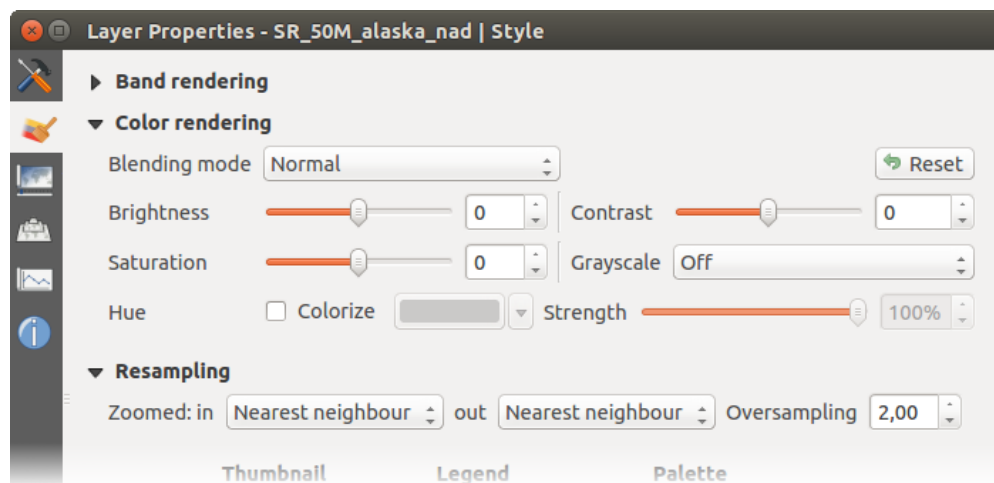 Layer Properties - SR_50M_alaska_nad | Style
Band rendering
Color rendering
Blending mode Normal Reset
Brightness 0 Contrast 0
Saturation 0 Grayscale Off
Hue Colorize Strength 100%
Resampling
Zoomed: in Nearest neighbour out Nearest neighbour Oversampling 2,00
Thumbnail Legend Palette